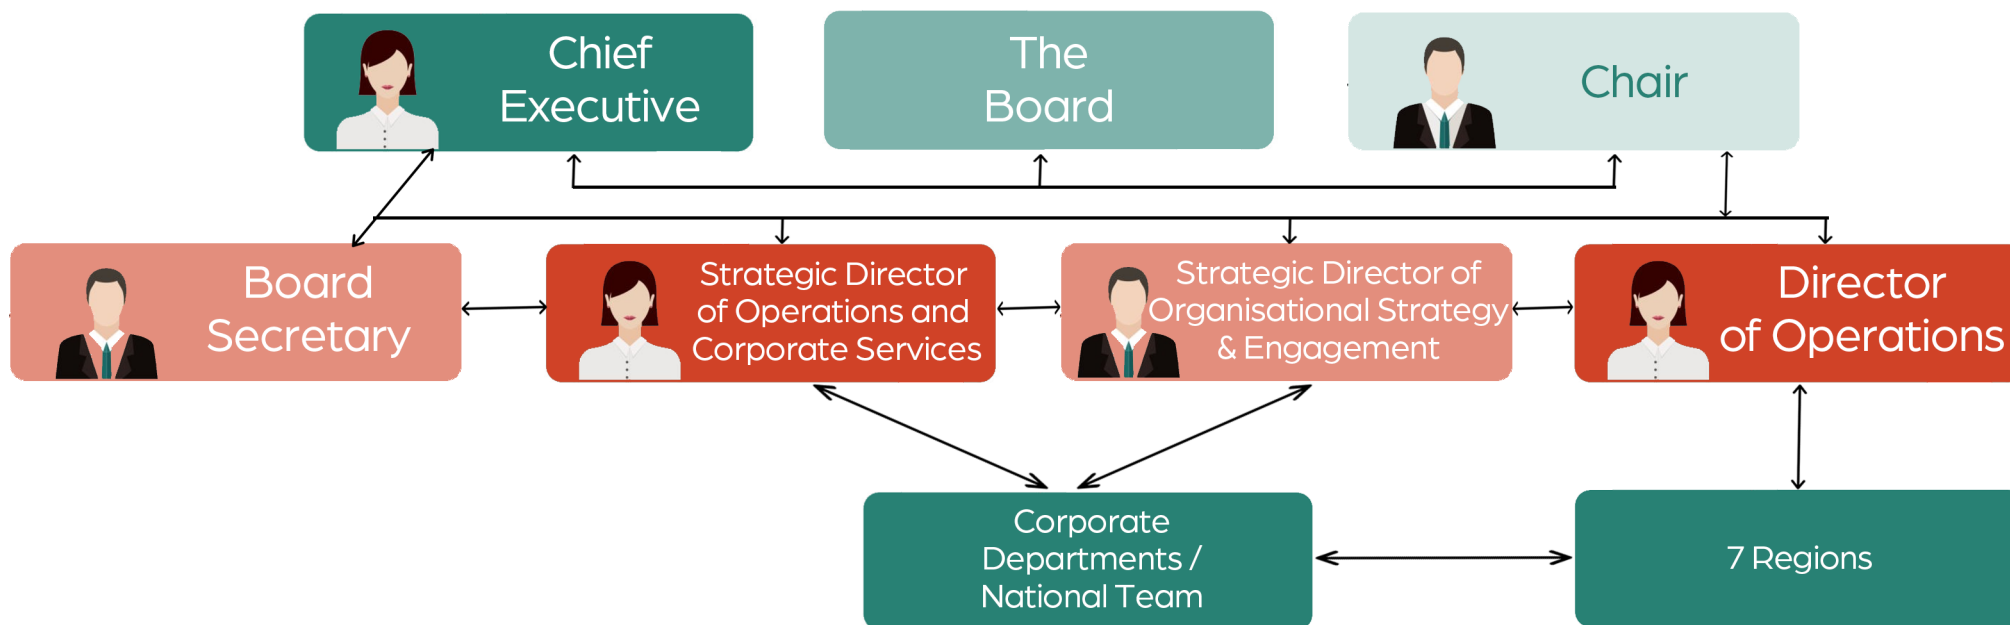 Chief
Executive
The
Board
Chair
Board
Secretary
Strategic Director
of Operations and
Corporate Services
Strategic Director of
Organisational Strategy
& Engagement
Director
of Operations
Corporate
Departments /
National Team
7 Regions